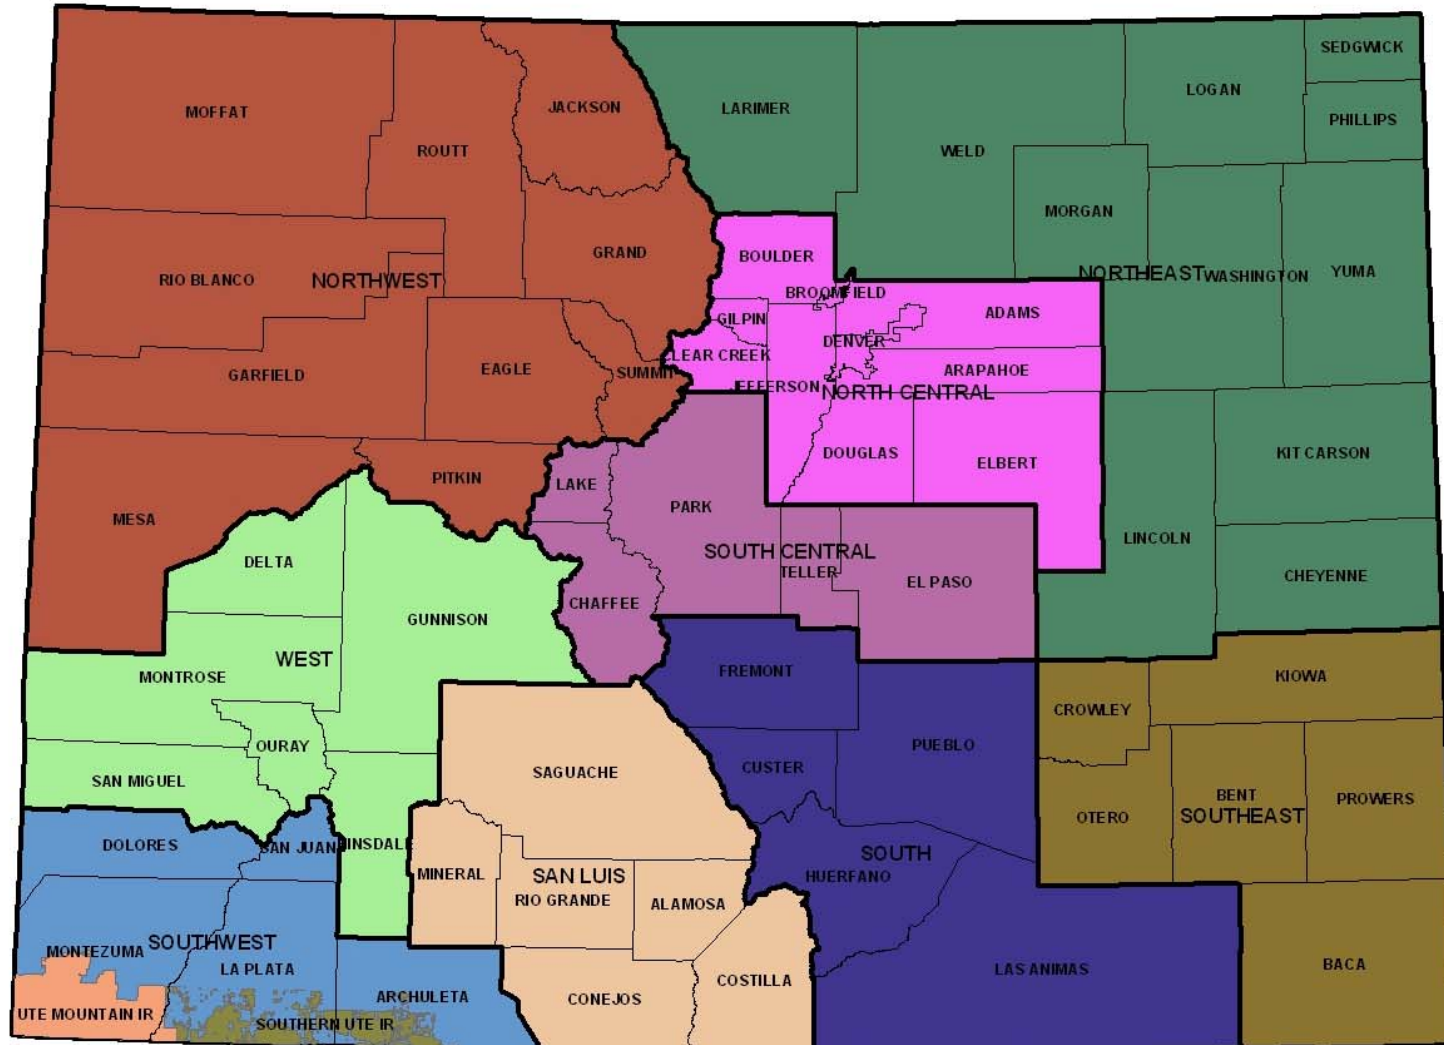 SEDGWICK
LOGAN
MOFFAT
JACKSON
LARIMER
PHILLIPS
ROUTT
WELD
MORGAN
GRAND
BOULDER
RIO BLANCO
NORTHWEST
NORTHEAST
WASHINGTON
YUMA
BROOMFIELD
GILPIN
ADAMS
DENVER
CLEAR CREEK
GARFIELD
EAGLE
SUMMIT
ARAPAHOE
JEFFERSON
NORTH CENTRAL
DOUGLAS
ELBERT
KIT CARSON
PITKIN
LAKE
PARK
MESA
LINCOLN
DELTA
SOUTH CENTRAL
TELLER
EL PASO
CHEYENNE
CHAFFEE
GUNNISON
WEST
MONTROSE
FREMONT
KIOWA
CROWLEY
OURAY
PUEBLO
SAN MIGUEL
SAGUACHE
CUSTER
BENT
PROWERS
OTERO
SOUTHEAST
DOLORES
SAN JUAN
HINSDALE
SOUTH
MINERAL
SAN LUIS
HUERFANO
RIO GRANDE
ALAMOSA
SOUTHWEST
MONTEZUMA
LA PLATA
LAS ANIMAS
BACA
COSTILLA
ARCHULETA
CONEJOS
UTE MOUNTAIN IR
SOUTHERN UTE IR